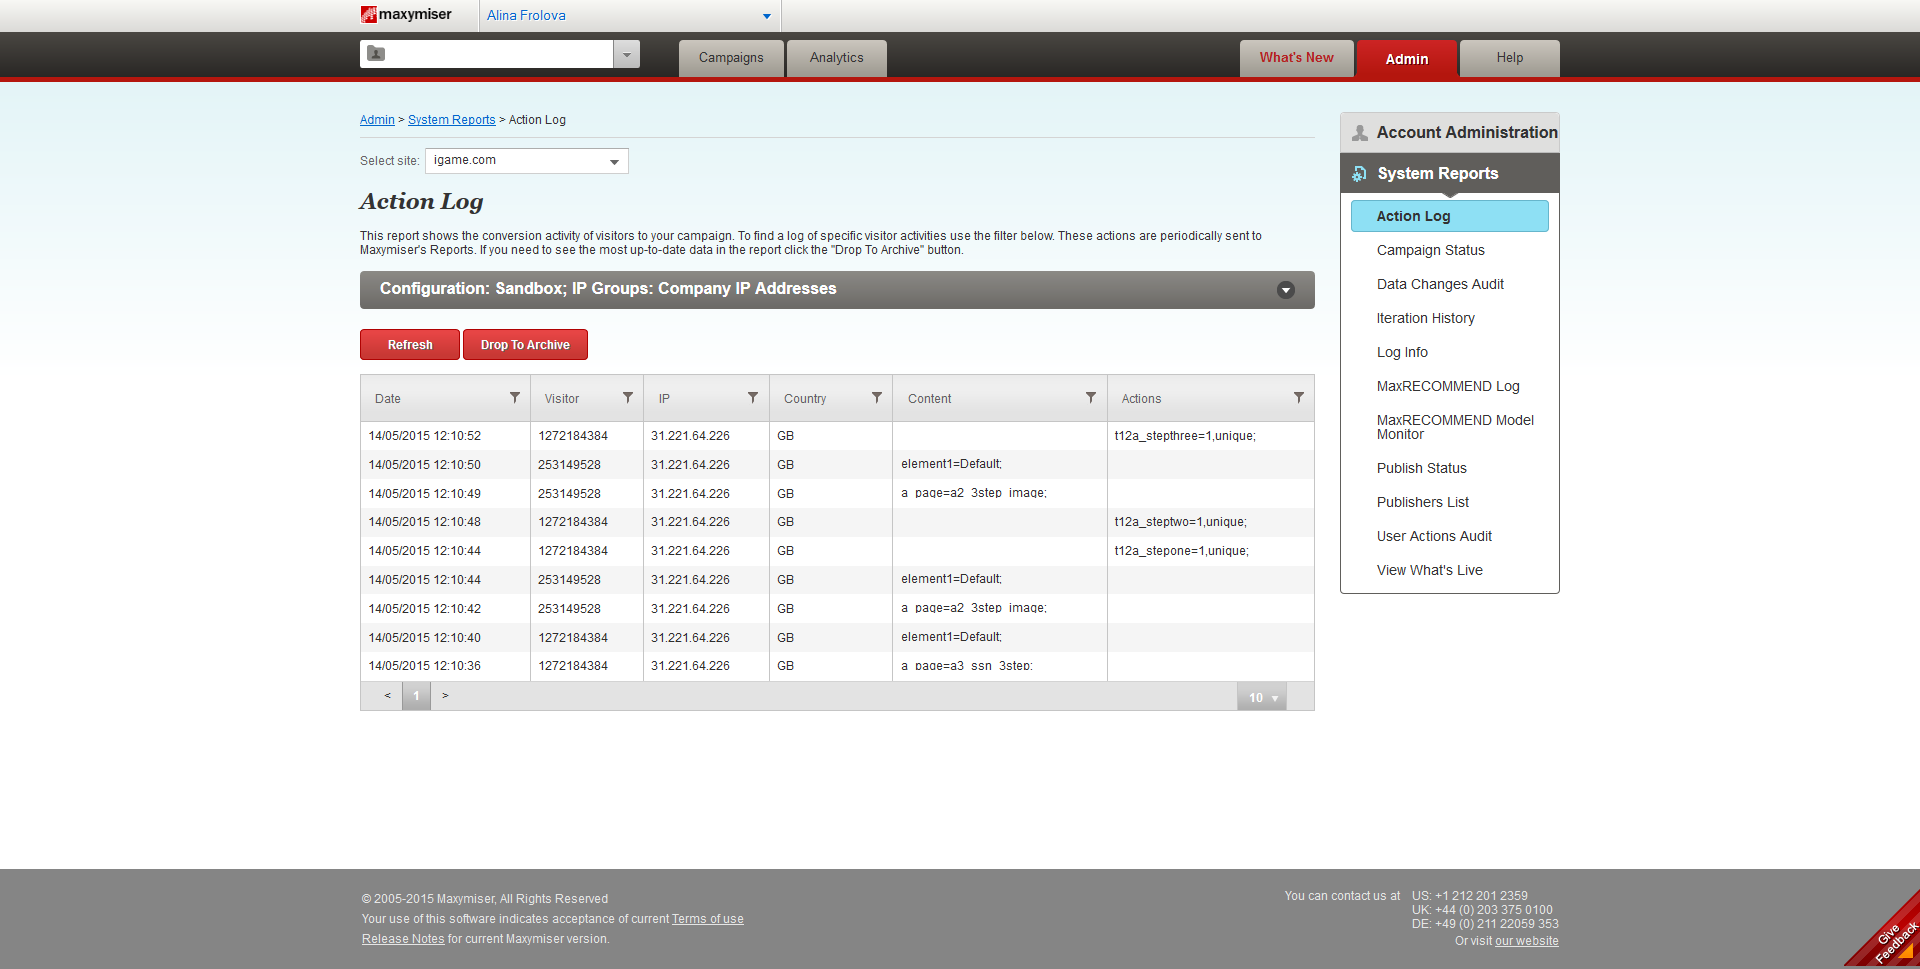 maxymiser
Alina Frolova
Campaigns
Analytics
What's New
Admin
Help
Admin > System Reports > Action Log
Select site: igame.com
Action Log
This report shows the conversion activity of visitors to your campaign. To find a log of specific visitor activities use the filter below. These actions are periodically sent to
Maxymiser's Reports. If you need to see the most up-to-date data in the report click the "Drop To Archive" button.
Configuration: Sandbox; IP Groups: Company IP Addresses
Refresh
Drop To Archive
Date Visitor IP Country Content Actions
14/05/2015 12:10:52 1272184384 31.221.64.226 GB t12a_stepthree=1,unique;
14/05/2015 12:10:50 253149528 31.221.64.226 GB element1=Default;
14/05/2015 12:10:49 253149528 31.221.64.226 GB a_page=a2_3step_image;
14/05/2015 12:10:48 1272184384 31.221.64.226 GB t12a_steptwo=1,unique;
14/05/2015 12:10:44 1272184384 31.221.64.226 GB t12a_stepone=1,unique;
14/05/2015 12:10:44 253149528 31.221.64.226 GB element1=Default;
14/05/2015 12:10:42 253149528 31.221.64.226 GB a_page=a2_3step_image;
14/05/2015 12:10:40 1272184384 31.221.64.226 GB element1=Default;
14/05/2015 12:10:36 1272184384 31.221.64.226 GB a_page=a3_ssn_3step;
< 1 >
10
Account Administration
System Reports
Action Log
Campaign Status
Data Changes Audit
Iteration History
Log Info
MaxRECOMMEND Log
MaxRECOMMEND Model
Monitor
Publish Status
Publishers List
User Actions Audit
View What's Live
© 2005-2015 Maxymiser, All Rights Reserved
Your use of this software indicates acceptance of current Terms of use
Release Notes for current Maxymiser version.
You can contact us at US: +1 212 201 2359
UK: +44 (0) 203 375 0100
DE: +49 (0) 211 22059 353
Or visit our website
Give
Feedback